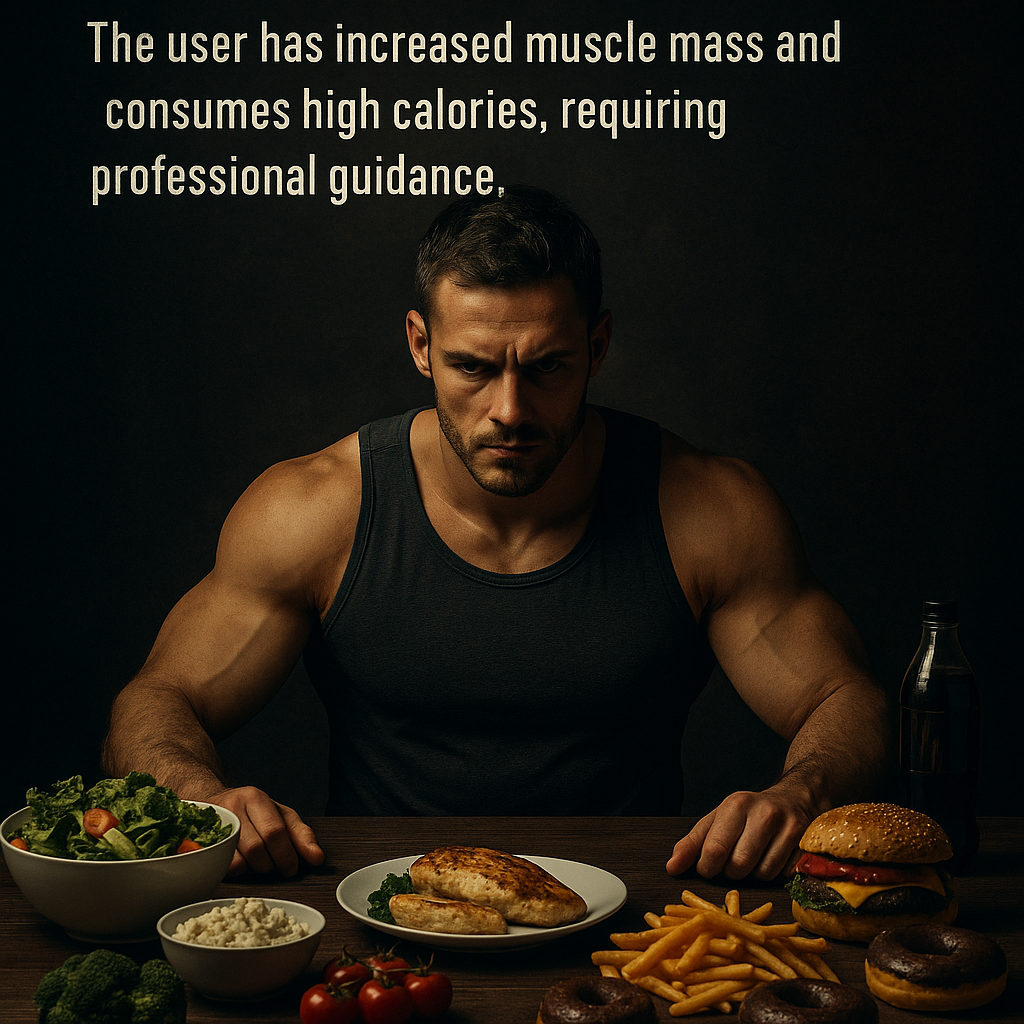 The user has increased muscle mass and
consumes high calories, requiring
professional guidance.